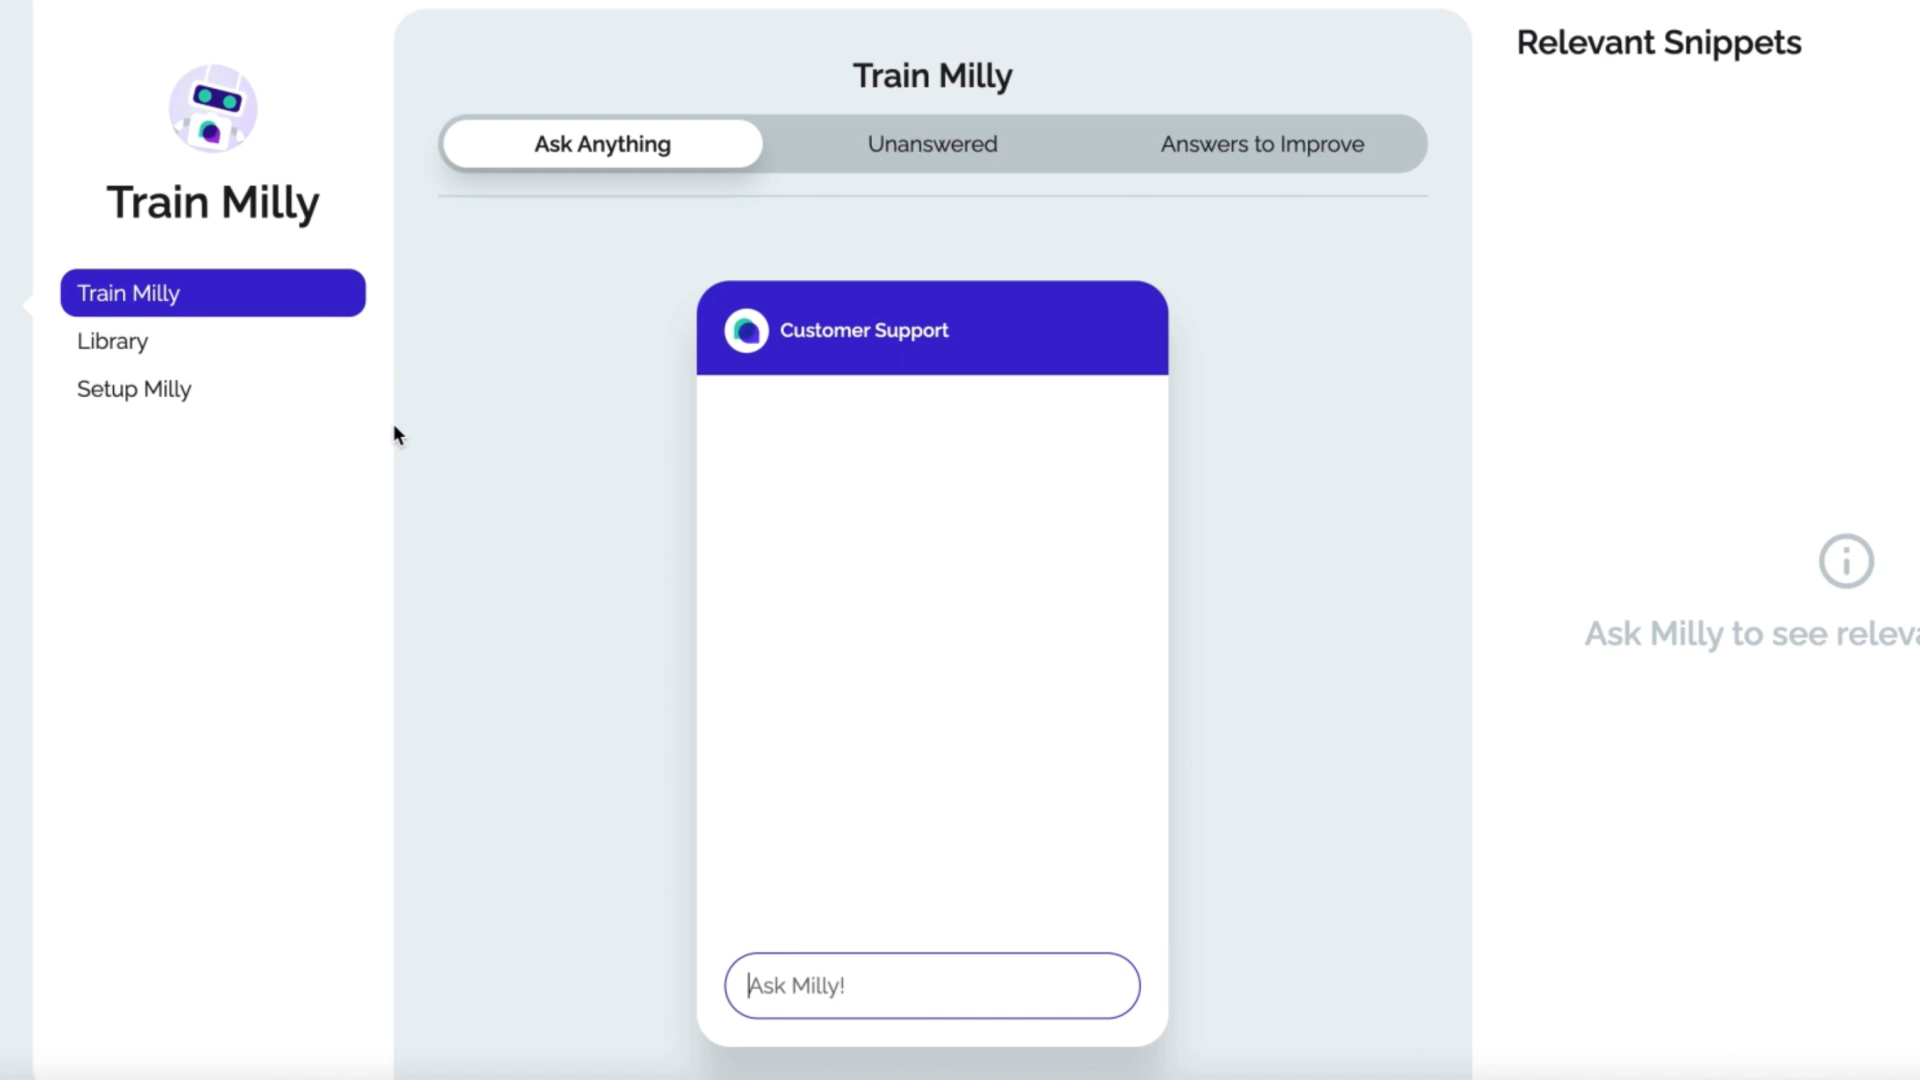 Train Milly
Train Milly
Library
Setup Milly
Train Milly
Ask Anything
Unanswered
Answers to Improve
Customer Support
Ask Milly!
Relevant Snippets
Ask Milly to see